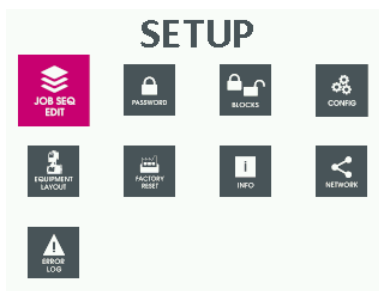 SETUP
JOB SEQ
EDIT
PASSWORD
BLOCKS
CONFIG
EQUIPMENT
LAYOUT
FACTORY
RESET
i
INFO
NETWORK
ERROR
LOG